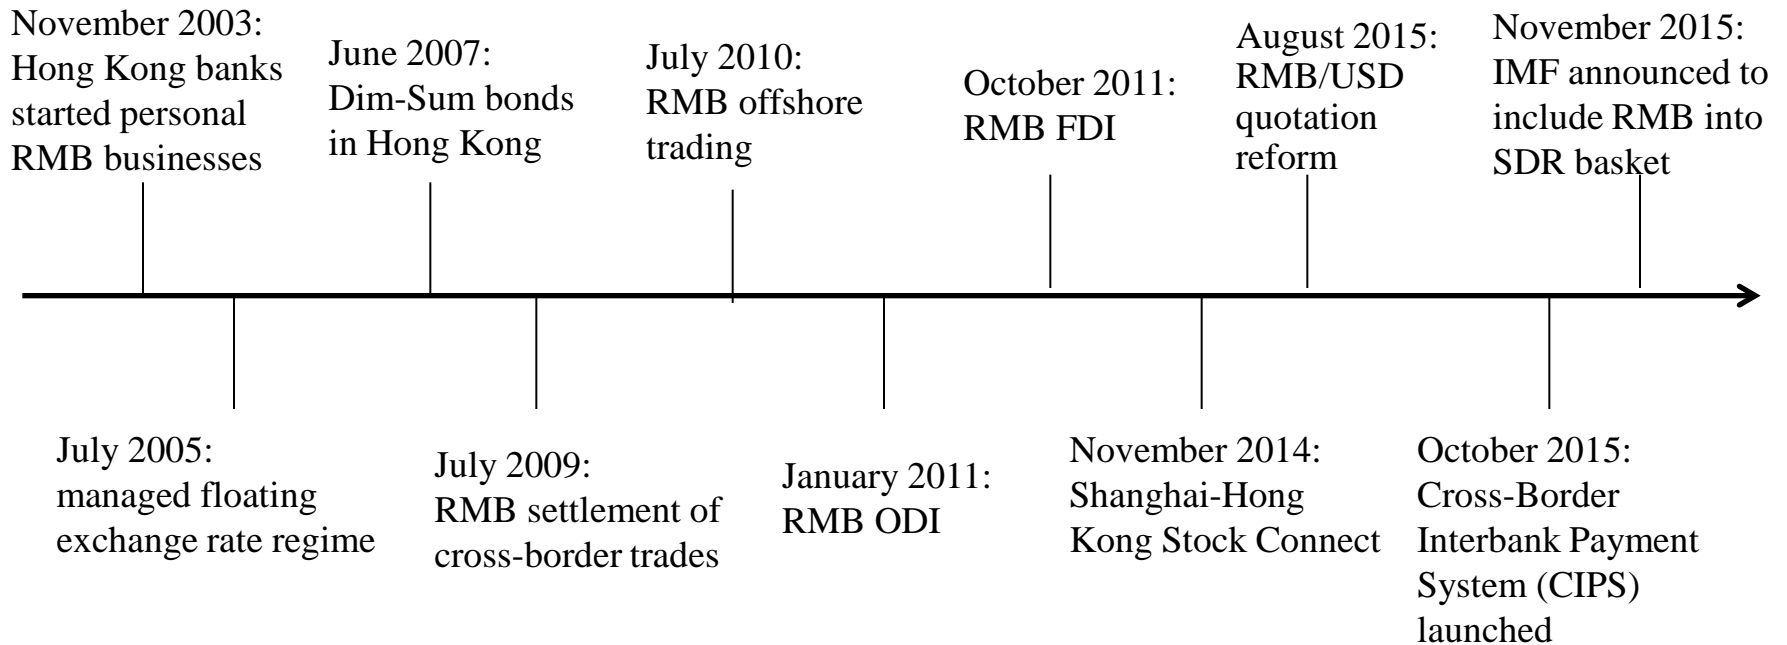 November 2003:
Hong Kong banks
started personal
RMB businesses
June 2007:
Dim-Sum bonds
in Hong Kong
July 2010:
RMB offshore
trading
October 2011:
RMB FDI
August 2015:
RMB/USD
quotation
reform
November 2015:
IMF announced to
include RMB into
SDR basket
July 2005:
managed floating
exchange rate regime
July 2009:
RMB settlement of
cross-border trades
January 2011:
RMB ODI
November 2014:
Shanghai-Hong
Kong Stock Connect
October 2015:
Cross-Border
Interbank Payment
System (CIPS)
launched